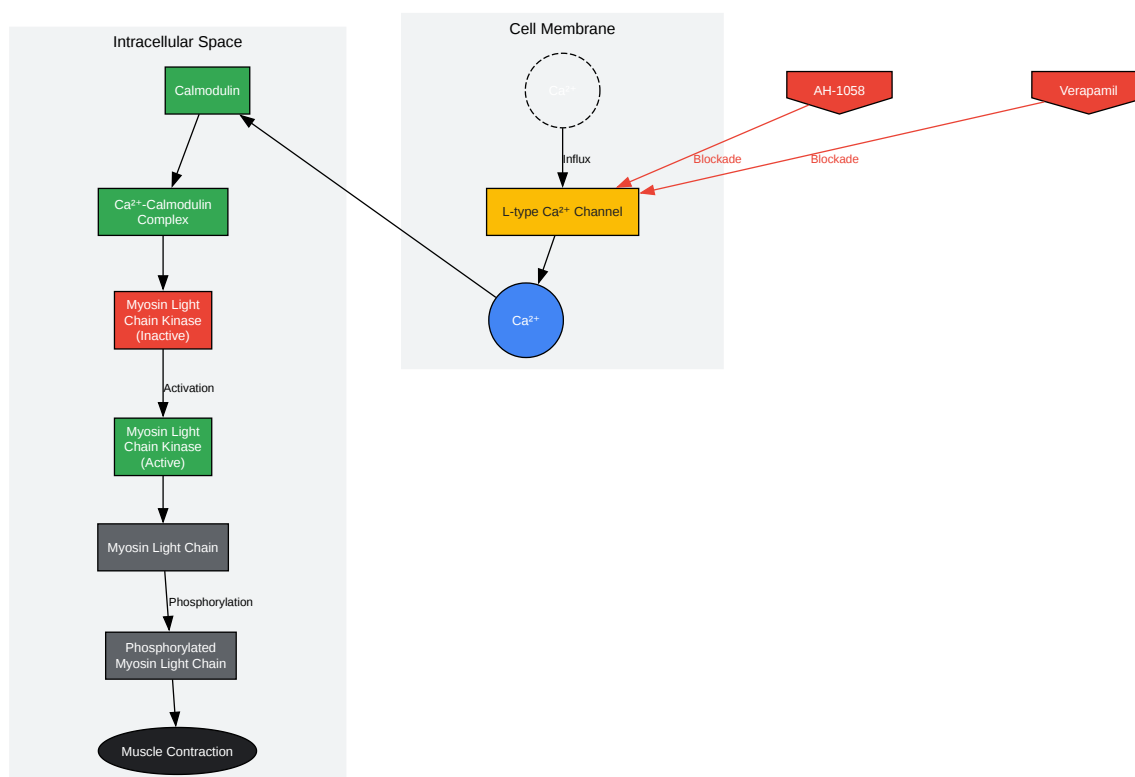 Intracellular Space
Calmodulin
Ca²⁺-Calmodulin
Complex
Myosin Light
Chain Kinase
(Inactive)
Activation
Myosin Light
Chain Kinase
(Active)
Myosin Light Chain
Phosphorylation
Phosphorylated
Myosin Light Chain
Muscle Contraction
Cell Membrane
Ca²⁺
Influx
L-type Ca²⁺ Channel
Ca²⁺
AH-1058
Verapamil
Blockade
Blockade